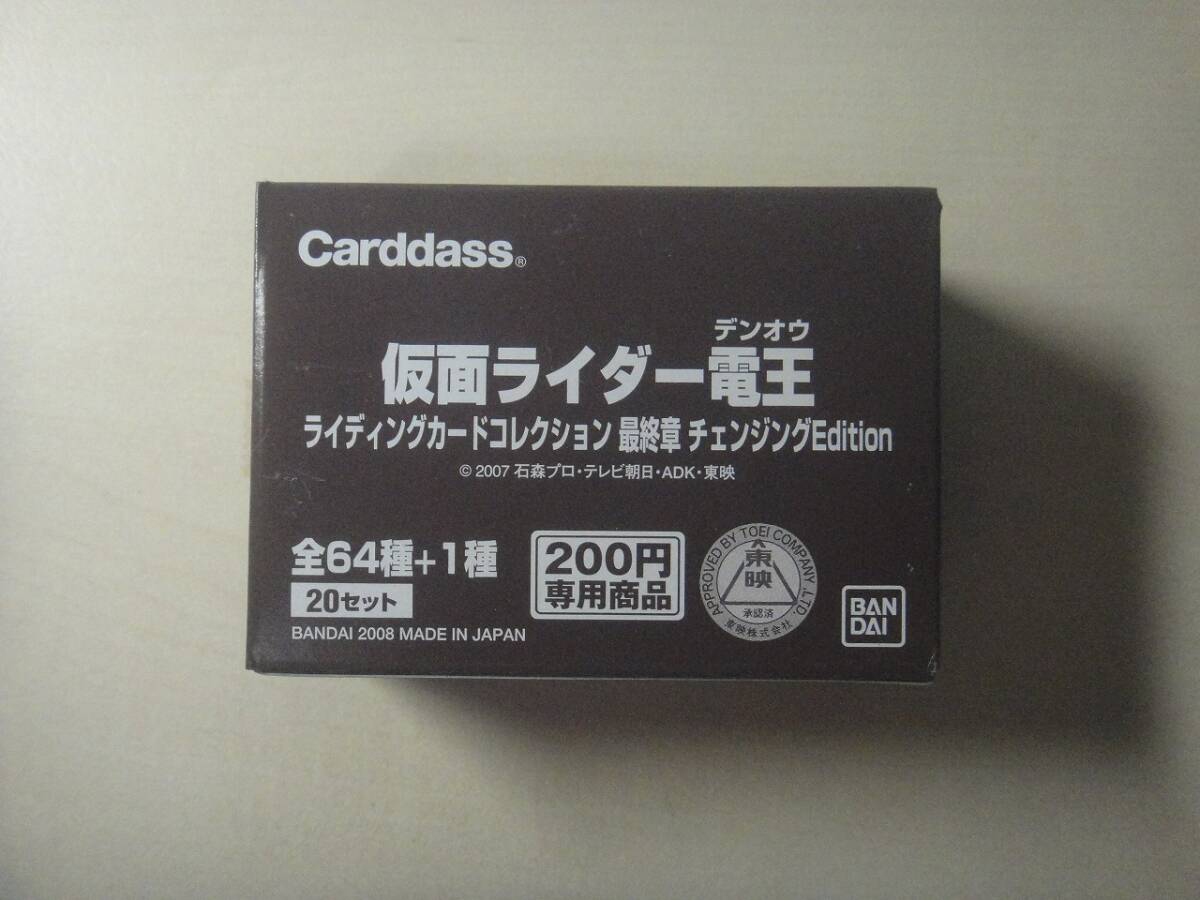 Carddass®
デンオウ
仮面ライダー電王
ライディングカードコレクション 最終章 チェンジングEdition
© 2007 石森プロ・テレビ朝日・ADK・東映
全64種+1種
20セット
BANDAI 2008 MADE IN JAPAN
200円
専用商品
APPROVED BY TOEI COMPANY,.LTD.
東映
承認済
東映株式会社
BAN
DAI